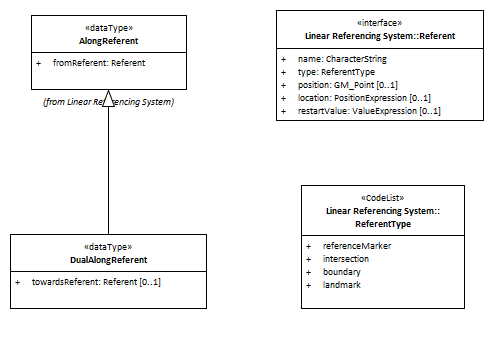 «dataType»
AlongReferent
+ fromReferent: Referent
(from Linear Referencing System)
«dataType»
DualAlongReferent
+ towardsReferent: Referent [0..1]
«interface»
Linear Referencing System::Referent
+ name: CharacterString
+ type: ReferentType
+ position: GM_Point [0..1]
+ location: PositionExpression [0..1]
+ restartValue: ValueExpression [0..1]
«CodeList»
Linear Referencing System::
ReferentType
+ referenceMarker
+ intersection
+ boundary
+ landmark